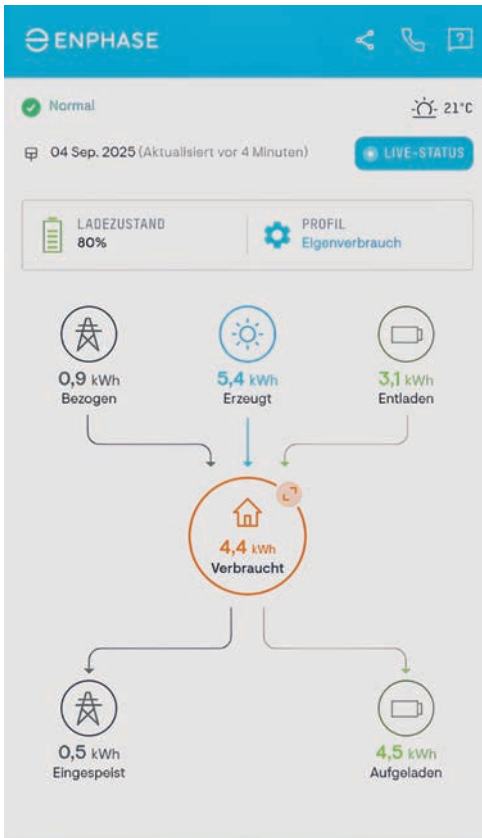 ENPHASE
Normal
21°C
04 Sep. 2025 (Aktualisiert vor 4 Minuten)
LIVE-STATUS
LADEZUSTAND
80%
PROFIL
Eigenverbrauch
0,9 kWh
Bezogen
5,4 kWh
Erzeugt
3,1 kWh
Entladen
4,4 kWh
Verbraucht
0,5 kWh
Eingespeist
4,5 kWh
Aufgeladen